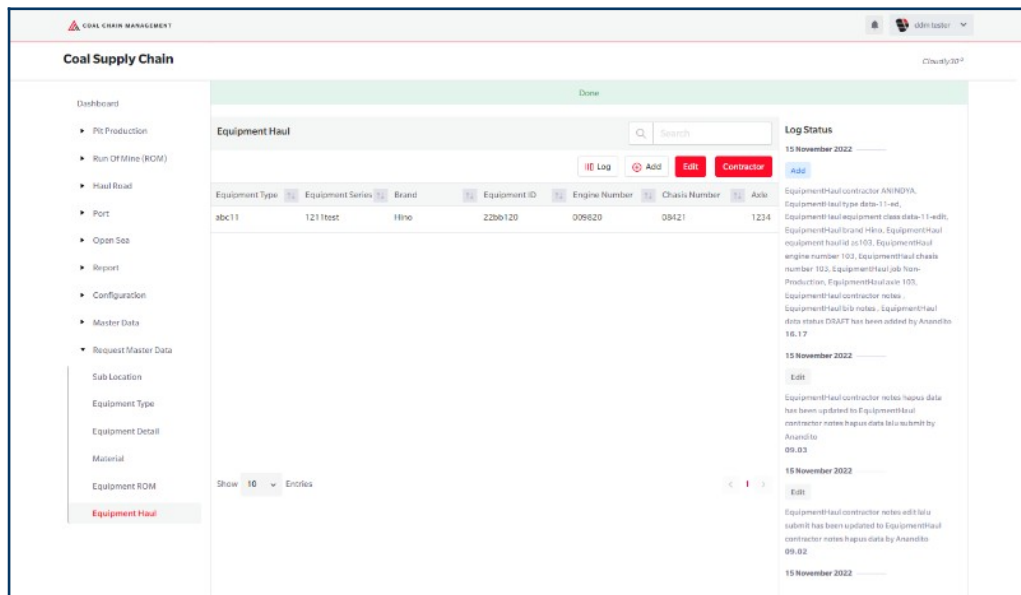 COAL CHAIN MANAGEMENT
ddm tester
Coal Supply Chain
Cloudly/30°
Done
Dashboard
Pit Production
Run Of Mine (ROM)
Haul Road
Port
Open Sea
Report
Configuration
Master Data
Request Master Data
Sub Location
Equipment Type
Equipment Detail
Material
Equipment ROM
Equipment Haul
Equipment Haul
Search
Log
Add
Edit
Contractor
Equipment Type Equipment Series Brand Equipment ID Engine Number Chasis Number Axle
abc11 1211test Hino 22bb120 009820 08421 1234
Show 10 Entries
1
Log Status
15 November 2022
Add
EquipmentHaul contractor ANINDYA,
EquipmentHaul type data-11-ed,
EquipmentHaul equipment class data-11-edit,
EquipmentHaul brand Hino, EquipmentHaul
equipment haul id as103, EquipmentHaul
engine number 103, EquipmentHaul chasis
number 103, EquipmentHaul job Non-
Production, EquipmentHaul axle 103,
EquipmentHaul contractor notes ,
EquipmentHaul bib notes , EquipmentHaul
data status DRAFT has been added by Anandito
16.17
15 November 2022
Edit
EquipmentHaul contractor notes hapus data
has been updated to EquipmentHaul
contractor notes hapus data lalu submit by
Anandito
09.03
15 November 2022
Edit
EquipmentHaul contractor notes edit lalu
submit has been updated to EquipmentHaul
contractor notes hapus data by Anandito
09.02
15 November 2022